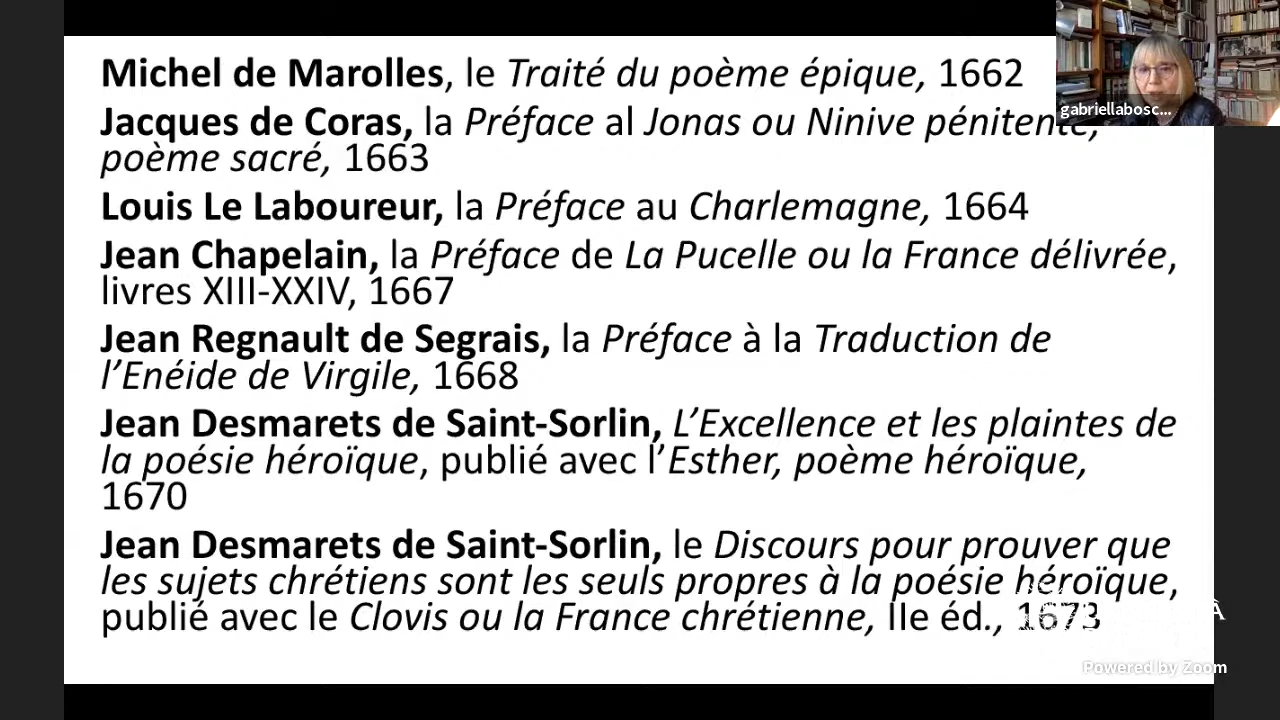 Michel de Marolles, le Traité du poème épique, 1662
Jacques de Coras, la Préface al Jonas ou Ninive pénitente,
poème sacré, 1663
Louis Le Laboureur, la Préface au Charlemagne, 1664
Jean Chapelain, la Préface de La Pucelle ou la France délivrée,
livres XIII-XXIV, 1667
Jean Regnault de Segrais, la Préface à la Traduction de
l’Enéide de Virgile, 1668
Jean Desmarets de Saint-Sorlin, L’Excellence et les plaintes de
la poésie héroïque, publié avec l’Esther, poème héroïque,
1670
Jean Desmarets de Saint-Sorlin, le Discours pour prouver que
les sujets chrétiens sont les seuls propres à la poésie héroïque,
publié avec le Clovis ou la France chrétienne, IIe éd., 1673
gabriellabosc...
Powered by Zoom